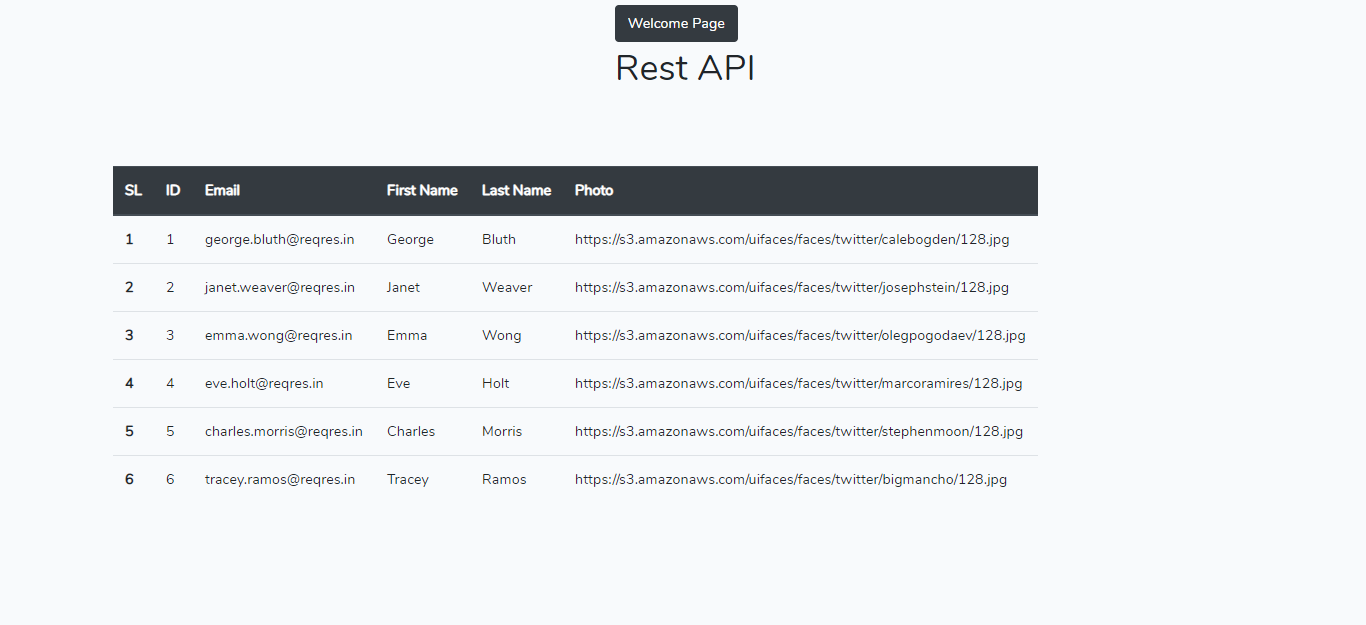 Welcome Page
Rest API
SL ID Email First Name Last Name Photo
1 1 george.bluth@reqres.in George Bluth https://s3.amazonaws.com/uifaces/faces/twitter/calebogden/128.jpg
2 2 janet.weaver@reqres.in Janet Weaver https://s3.amazonaws.com/uifaces/faces/twitter/josephstein/128.jpg
3 3 emma.wong@reqres.in Emma Wong https://s3.amazonaws.com/uifaces/faces/twitter/olegpogodaev/128.jpg
4 4 eve.holt@reqres.in Eve Holt https://s3.amazonaws.com/uifaces/faces/twitter/marcoramires/128.jpg
5 5 charles.morris@reqres.in Charles Morris https://s3.amazonaws.com/uifaces/faces/twitter/stephenmoon/128.jpg
6 6 tracey.ramos@reqres.in Tracey Ramos https://s3.amazonaws.com/uifaces/faces/twitter/bigmancho/128.jpg